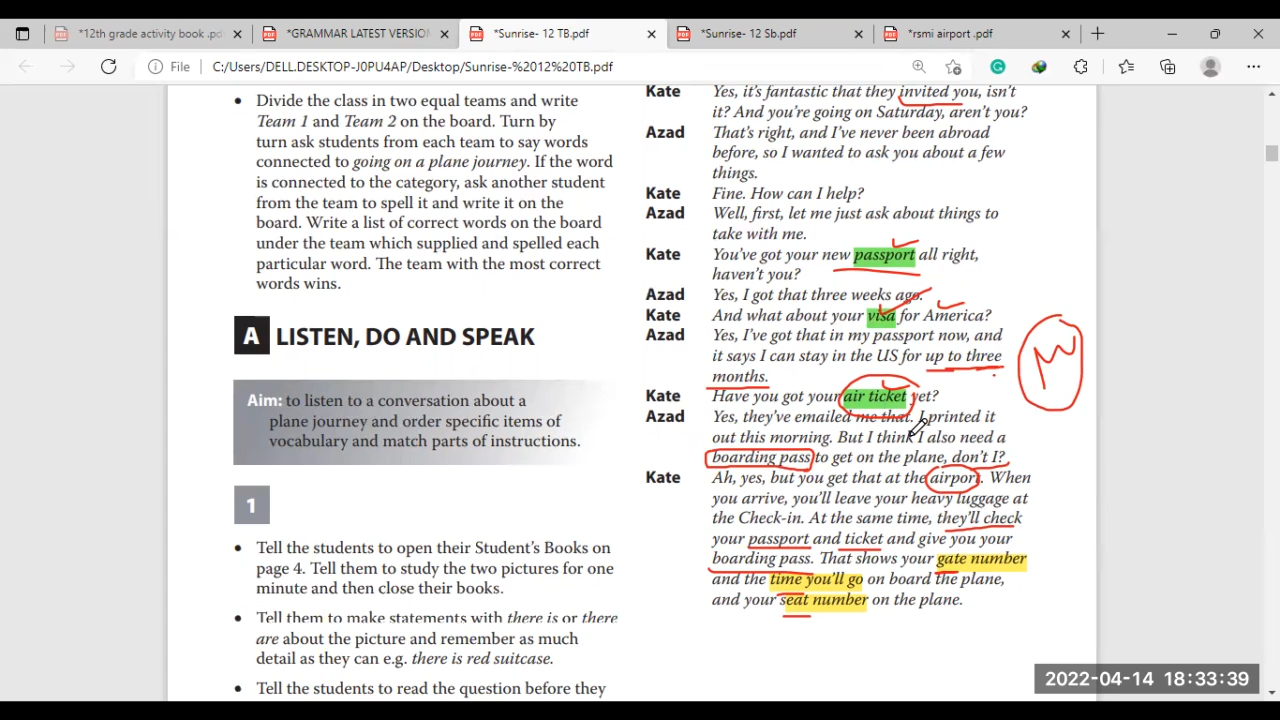 *12th grade activity book .pd
*GRAMMAR LATEST VERSION
*Sunrise- 12 TB.pdf
*Sunrise- 12 Sb.pdf
*rsmi airport .pdf
File
C:/Users/DELL.DESKTOP-J0PU4AP/Desktop/Sunrise-%2012%20TB.pdf
• Divide the class in two equal teams and write
Team 1 and Team 2 on the board. Turn by
turn ask students from each team to say words
connected to going on a plane journey. If the word
is connected to the category, ask another student
from the team to spell it and write it on the
board. Write a list of correct words on the board
under the team which supplied and spelled each
particular word. The team with the most correct
words wins.
A LISTEN, DO AND SPEAK
Aim: to listen to a conversation about a
plane journey and order specific items of
vocabulary and match parts of instructions.
1
• Tell the students to open their Student's Books on
page 4. Tell them to study the two pictures for one
minute and then close their books.
• Tell them to make statements with there is or there
are about the picture and remember as much
detail as they can e.g. there is red suitcase.
• Tell the students to read the question before they
Kate Yes, it's fantastic that they invited you, isn't
it? And you're going on Saturday, aren't you?
Azad That's right, and I've never been abroad
before, so I wanted to ask you about a few
things.
Kate Fine. How can I help?
Azad Well, first, let me just ask about things to
take with me.
Kate You've got your new passport all right,
haven't you?
Azad Yes, I got that three weeks ago.
Kate And what about your visa for America?
Azad Yes, I've got that in my passport now, and
it says I can stay in the US for up to three
months.
Kate Have you got your air ticket yet?
Azad Yes, they've emailed me that. I printed it
out this morning. But I think I also need a
boarding pass to get on the plane, don't I?
Kate Ah, yes, but you get that at the airport. When
you arrive, you'll leave your heavy luggage at
the Check-in. At the same time, they'll check
your passport and ticket and give you your
boarding pass. That shows your gate number
and the time you'll go on board the plane,
and your seat number on the plane.
2022-04-14 18:33:39